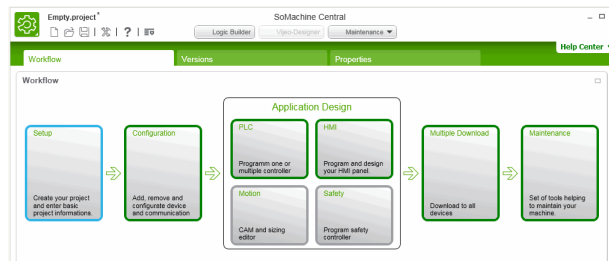 Empty.project*
SoMachine Central
?
Logic Builder
Vijeo-Designer
Maintenance
Help Center
Workflow
Versions
Properties
Workflow
Application Design
Setup
Create your project
and enter basic
project informations.
Configuration
Add, remove and
configurate device
and communication
PLC
Programm one or
multiple controller
HMI
Program and design
your HMI panel.
Motion
CAM and sizing
editor
Safety
Program safety
controller
Multiple Download
Download to all
devices
Maintenance
Set of tools helping
to maintain your
machine.